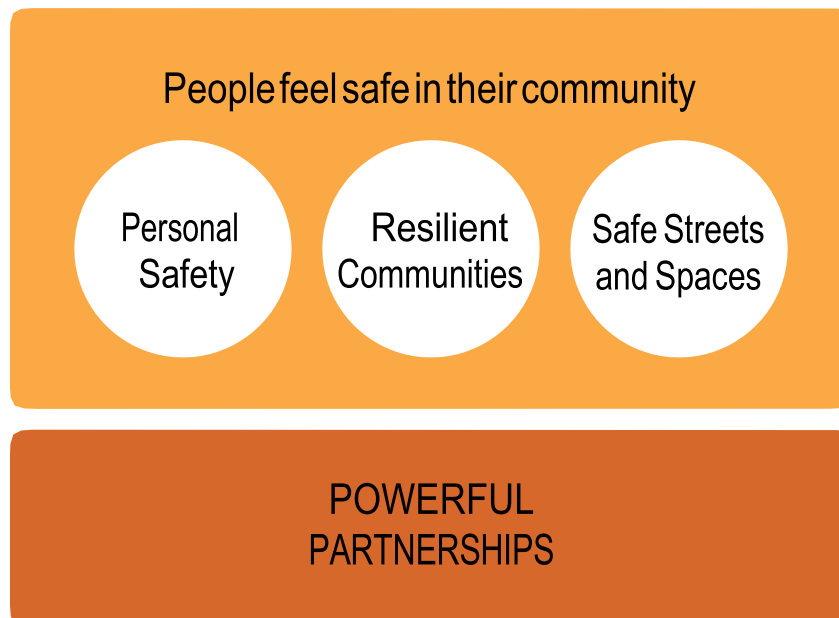 People feel safe in their community
Personal
Safety
Resilient
Communities
Safe Streets
and Spaces
POWERFUL
PARTNERSHIPS